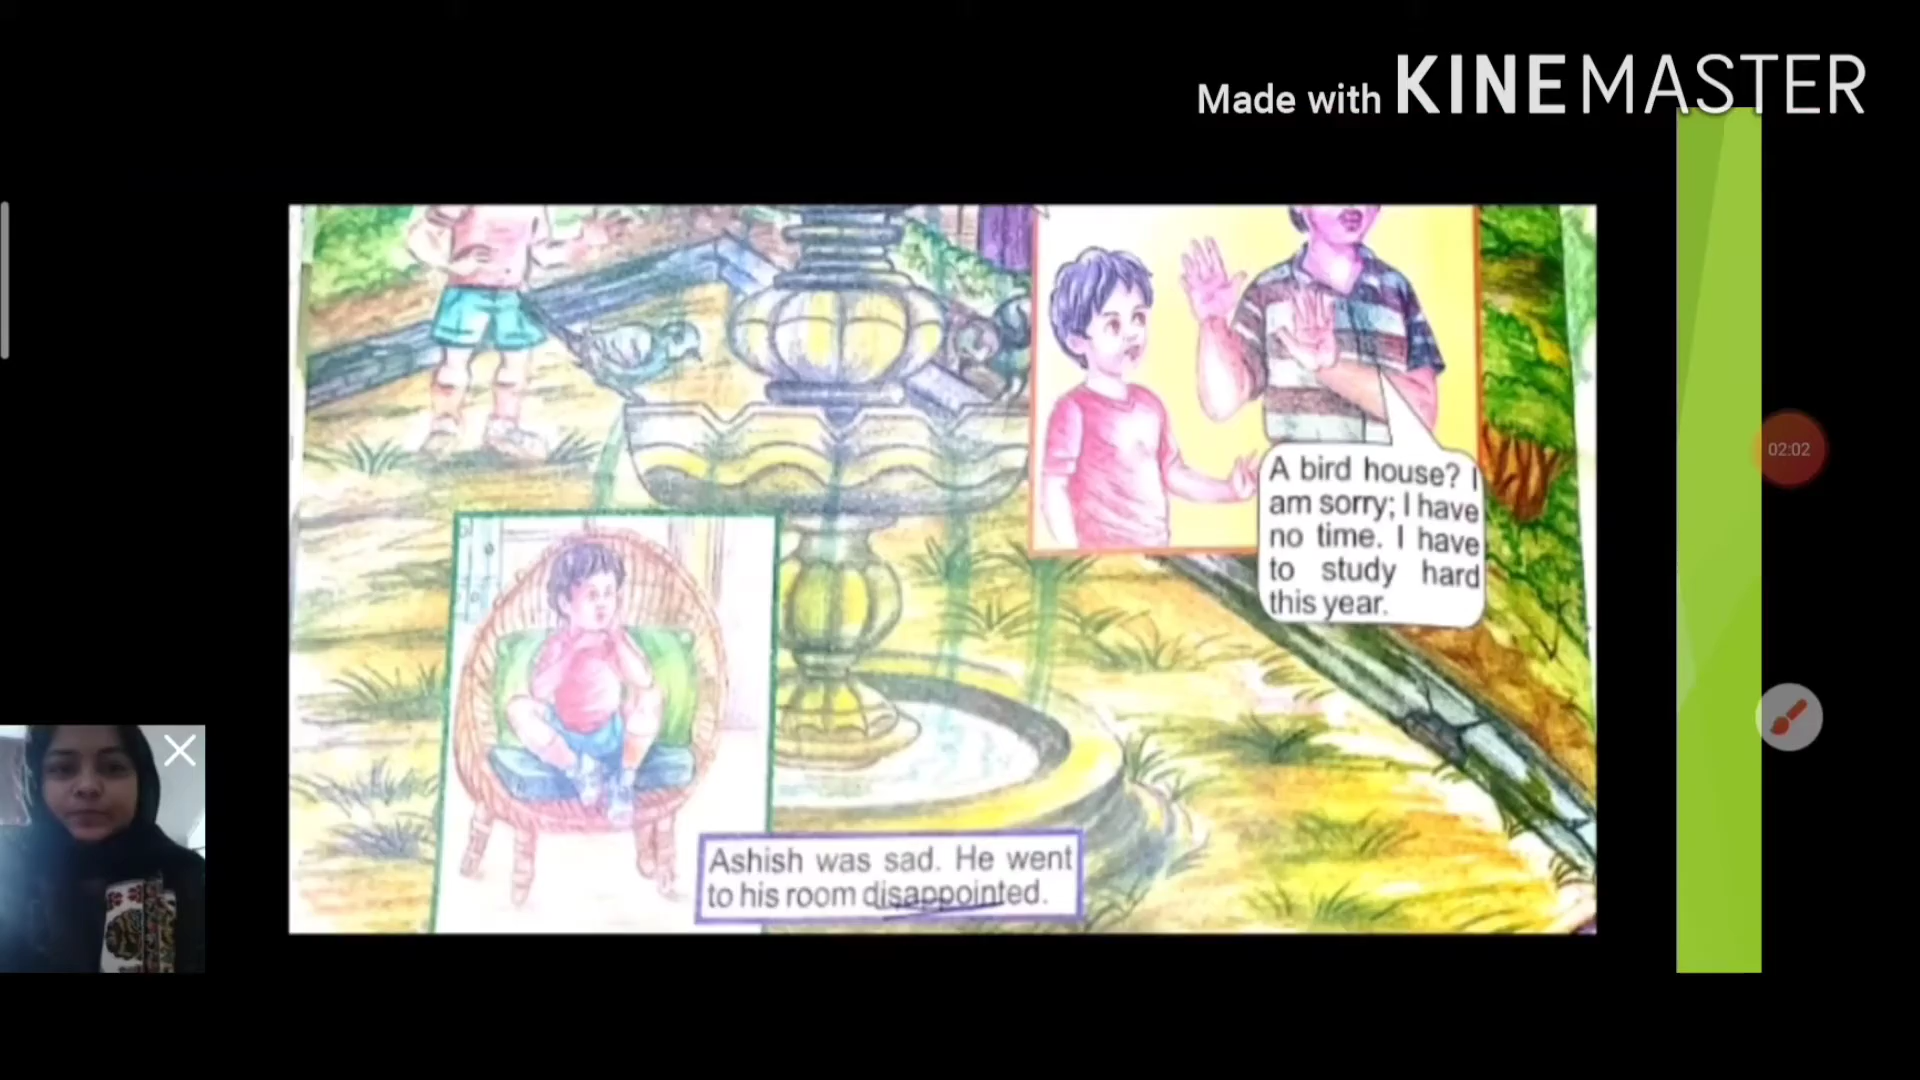 Made with KINEMASTER
02:02
A bird house? I
am sorry; I have
no time. I have
to study hard
this year.
Ashish was sad. He went
to his room disappointed.